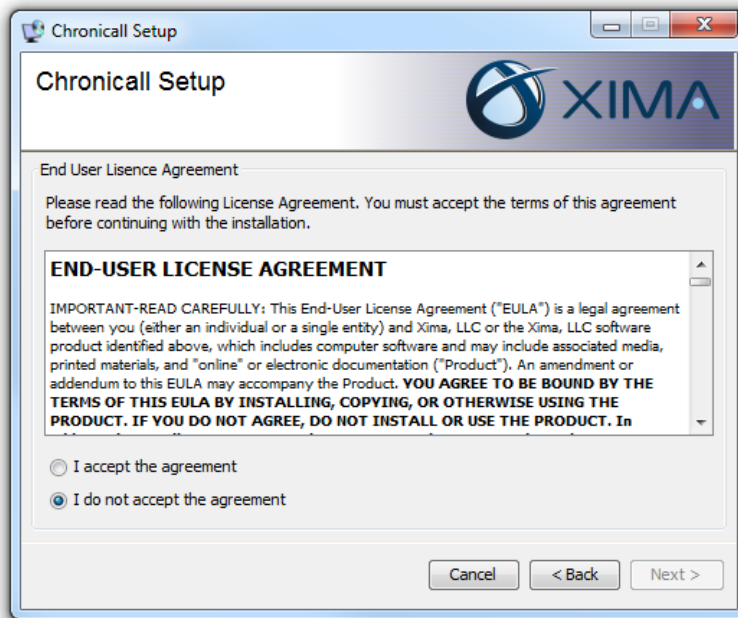 Chronicall Setup
Chronicall Setup
XIMA
End User Lisence Agreement
Please read the following License Agreement. You must accept the terms of this agreement
before continuing with the installation.
END-USER LICENSE AGREEMENT
IMPORTANT-READ CAREFULLY: This End-User License Agreement ("EULA") is a legal agreement
between you (either an individual or a single entity) and Xima, LLC or the Xima, LLC software
product identified above, which includes computer software and may include associated media,
printed materials, and "online" or electronic documentation ("Product"). An amendment or
addendum to this EULA may accompany the Product. YOU AGREE TO BE BOUND BY THE
TERMS OF THIS EULA BY INSTALLING, COPYING, OR OTHERWISE USING THE
PRODUCT. IF YOU DO NOT AGREE, DO NOT INSTALL OR USE THE PRODUCT. In
I accept the agreement
I do not accept the agreement
Cancel
< Back
Next >